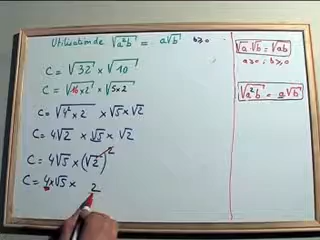 Utilisation de √a²b = a√b b≥0
C = √32 × √10
C = √16×2 × √5×2
C = √4²×2 × √5 × √2
C = 4√2 × √5 × √2
C = 4√5 × (√2)²
C = 4×√5 × 2
√a × √b = √ab
a≥0; b≥0
√a²b = a√b